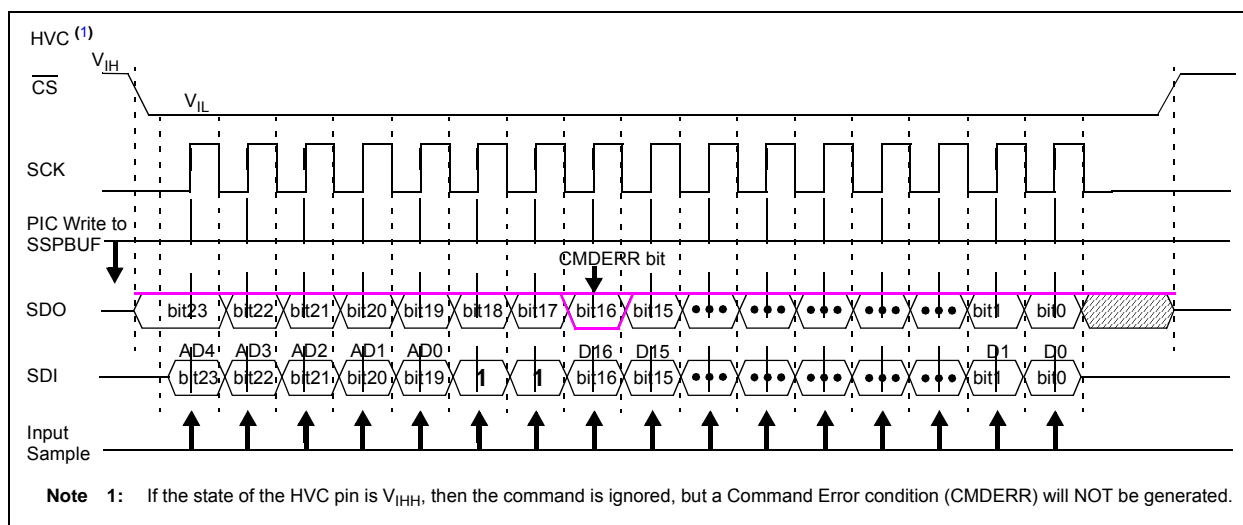 HVC (1)
VIH
CS
VIL
SCK
PIC Write to
SSPBUF
CMDERR bit
SDO bit23 bit22 bit21 bit20 bit19 bit18 bit17 bit16 bit15 ••• ••• ••• ••• ••• bit1 bit0
AD4 AD3 AD2 AD1 AD0 D16 D15 D1 D0
SDI bit23 bit22 bit21 bit20 bit19 1 1 bit16 bit15 ••• ••• ••• ••• ••• bit1 bit0
Input
Sample
Note 1: If the state of the HVC pin is VIHH, then the command is ignored, but a Command Error condition (CMDERR) will NOT be generated.